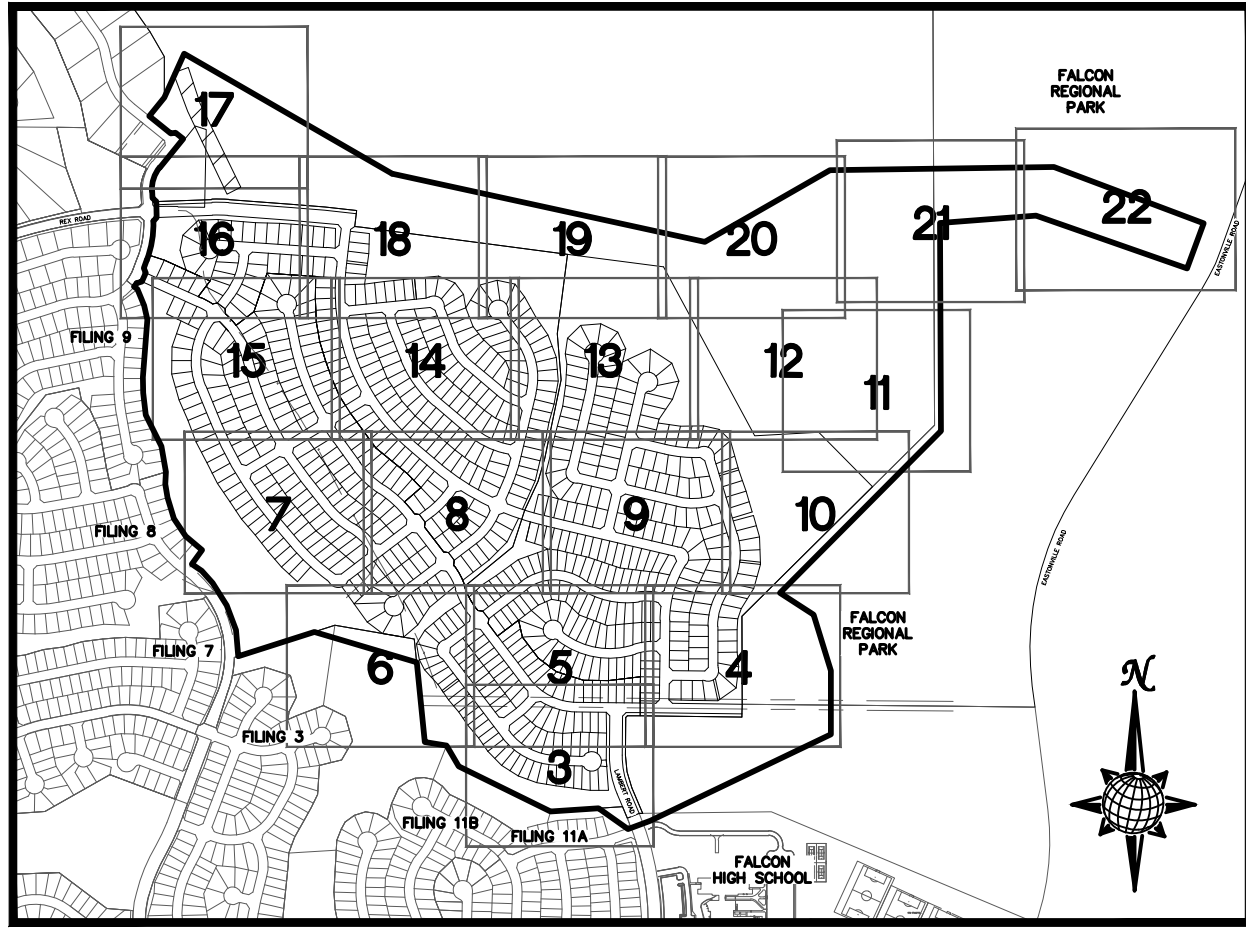 FALCON
REGIONAL
PARK
17
22
REX ROAD
16
18
19
20
21
EASTONVILLE ROAD
FILING 9
15
14
13
12
11
7
8
9
10
FILING 8
EASTONVILLE ROAD
FALCON
REGIONAL
PARK
FILING 7
6
5
4
N
FILING 3
3
LAMBERT ROAD
FILING 11B
FILING 11A
FALCON
HIGH SCHOOL